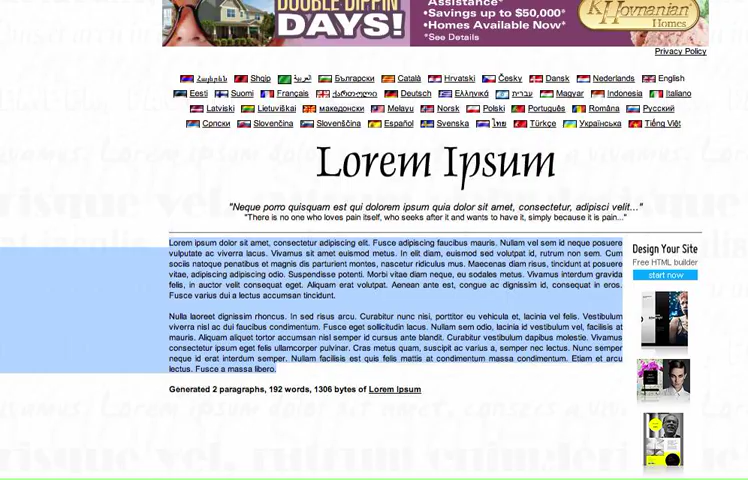 DOUBLE DIPPIN
DAYS!
Assistance*
•Savings up to $50,000*
•Homes Available Now*
*See Details
K. Hovnanian
Homes
Privacy Policy
Shqip العربية Български Català Hrvatski Česky Dansk Nederlands English
Eesti Suomi Français ქართული Deutsch Ελληνικά עברית Magyar Indonesia Italiano
Latviski Lietuviškai македонски Melayu Norsk Polski Português Româna Русский
Српски Slovenčina Slovenščina Español Svenska ไทย Türkçe Українська Tiếng Việt
Lorem Ipsum
"Neque porro quisquam est qui dolorem ipsum quia dolor sit amet, consectetur, adipisci velit..."
"There is no one who loves pain itself, who seeks after it and wants to have it, simply because it is pain..."
Lorem ipsum dolor sit amet, consectetur adipiscing elit. Fusce adipiscing faucibus mauris. Nullam vel sem id neque posuere
vulputate ac viverra lacus. Vivamus sit amet euismod metus. In elit diam, euismod sed volutpat id, rutrum non sem. Cum
sociis natoque penatibus et magnis dis parturient montes, nascetur ridiculus mus. Maecenas diam risus, tincidunt at posuere
vitae, adipiscing adipiscing odio. Suspendisse potenti. Morbi vitae diam neque, eu sodales metus. Vivamus interdum gravida
felis, in auctor velit consequat eget. Aliquam erat volutpat. Aenean ante est, congue ac dignissim id, consequat in eros.
Fusce varius dui a lectus accumsan tincidunt.
Nulla laoreet dignissim rhoncus. In sed risus arcu. Curabitur nunc nisi, porttitor eu vehicula et, lacinia vel felis. Vestibulum
viverra nisl ac dui faucibus condimentum. Fusce eget sollicitudin lacus. Nullam sem odio, lacinia id vestibulum vel, facilisis at
mauris. Aliquam aliquet tortor accumsan nisl semper id cursus ante blandit. Curabitur vestibulum dapibus molestie. Vivamus
consectetur ipsum eget felis ullamcorper pulvinar. Cras metus quam, suscipit ac varius a, semper nec lectus. Nunc semper
neque id erat interdum semper. Nullam facilisis est quis felis mattis at condimentum massa condimentum. Etiam et arcu
lectus. Fusce a massa libero.
Generated 2 paragraphs, 192 words, 1306 bytes of Lorem Ipsum
Design Your Site
Free HTML builder
start now